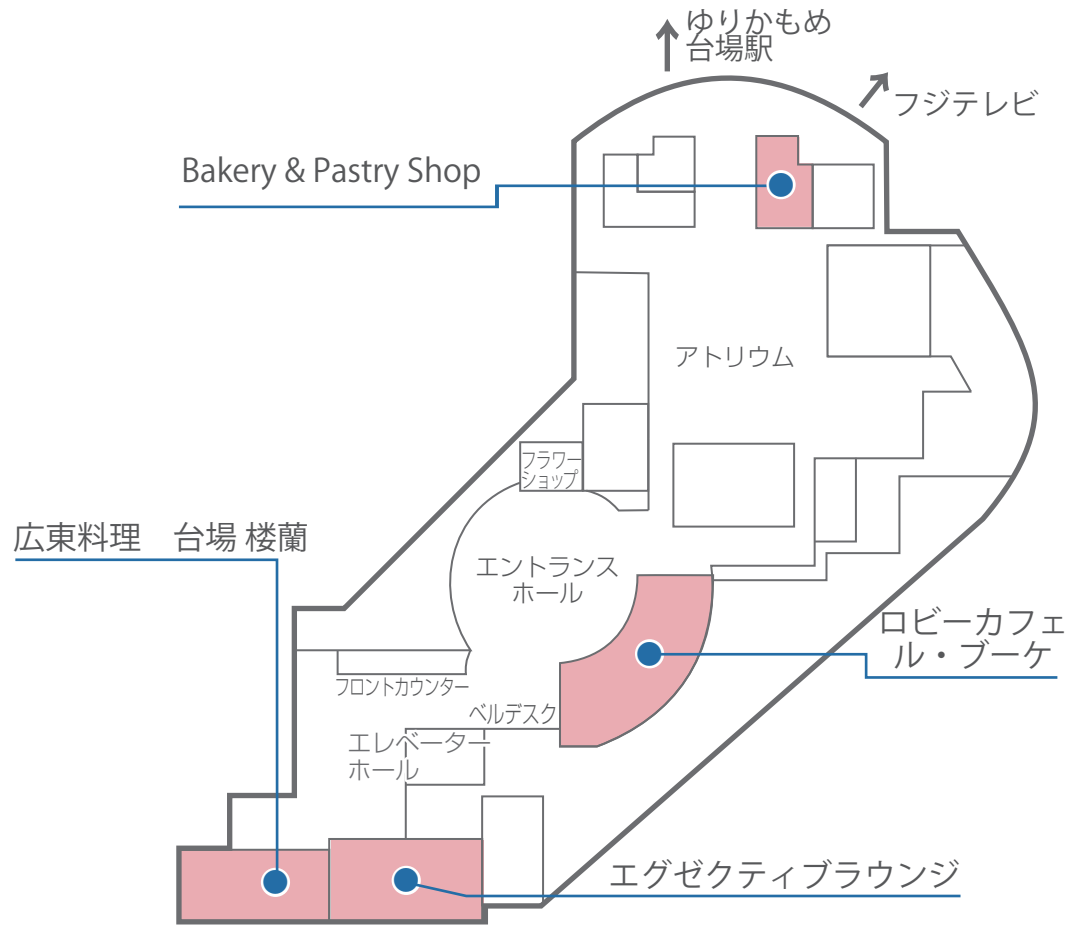 ゆりかもめ
台場駅
フジテレビ
Bakery & Pastry Shop
アトリウム
フラワー
ショップ
広東料理　台場 楼蘭
エントランス
ホール
ロビーカフェ
ル・ブーケ
フロントカウンター
ベルデスク
エレベーター
ホール
エグゼクティブラウンジ